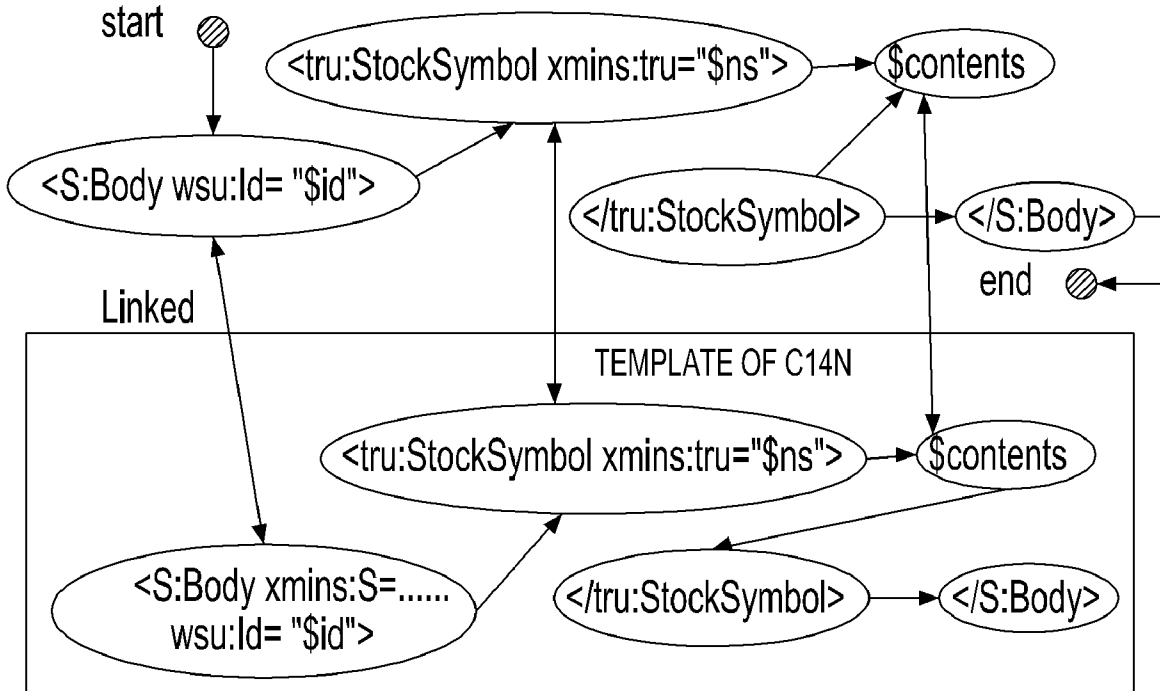 start
<tru:StockSymbol xmins:tru="$ns">
$contents
<S:Body wsu:Id= "$id">
</tru:StockSymbol>
</S:Body>
end
Linked
TEMPLATE OF C14N
<tru:StockSymbol xmins:tru="$ns">
$contents
<S:Body xmins:S=......
wsu:Id= "$id">
</tru:StockSymbol>
</S:Body>